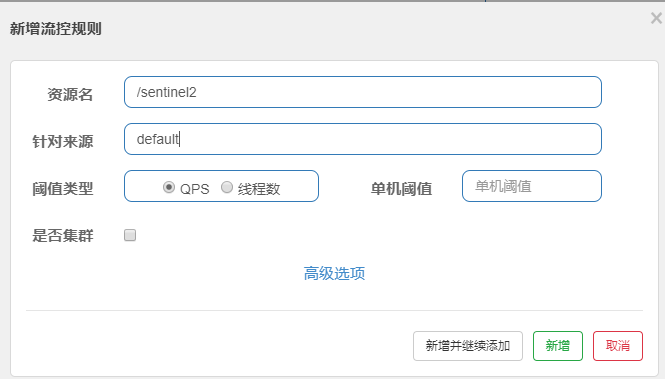 新增流控规则
资源名 /sentinel2
针对来源 default
阈值类型 QPS 线程数 单机阈值 单机阈值
是否集群
高级选项
新增并继续添加 新增 取消